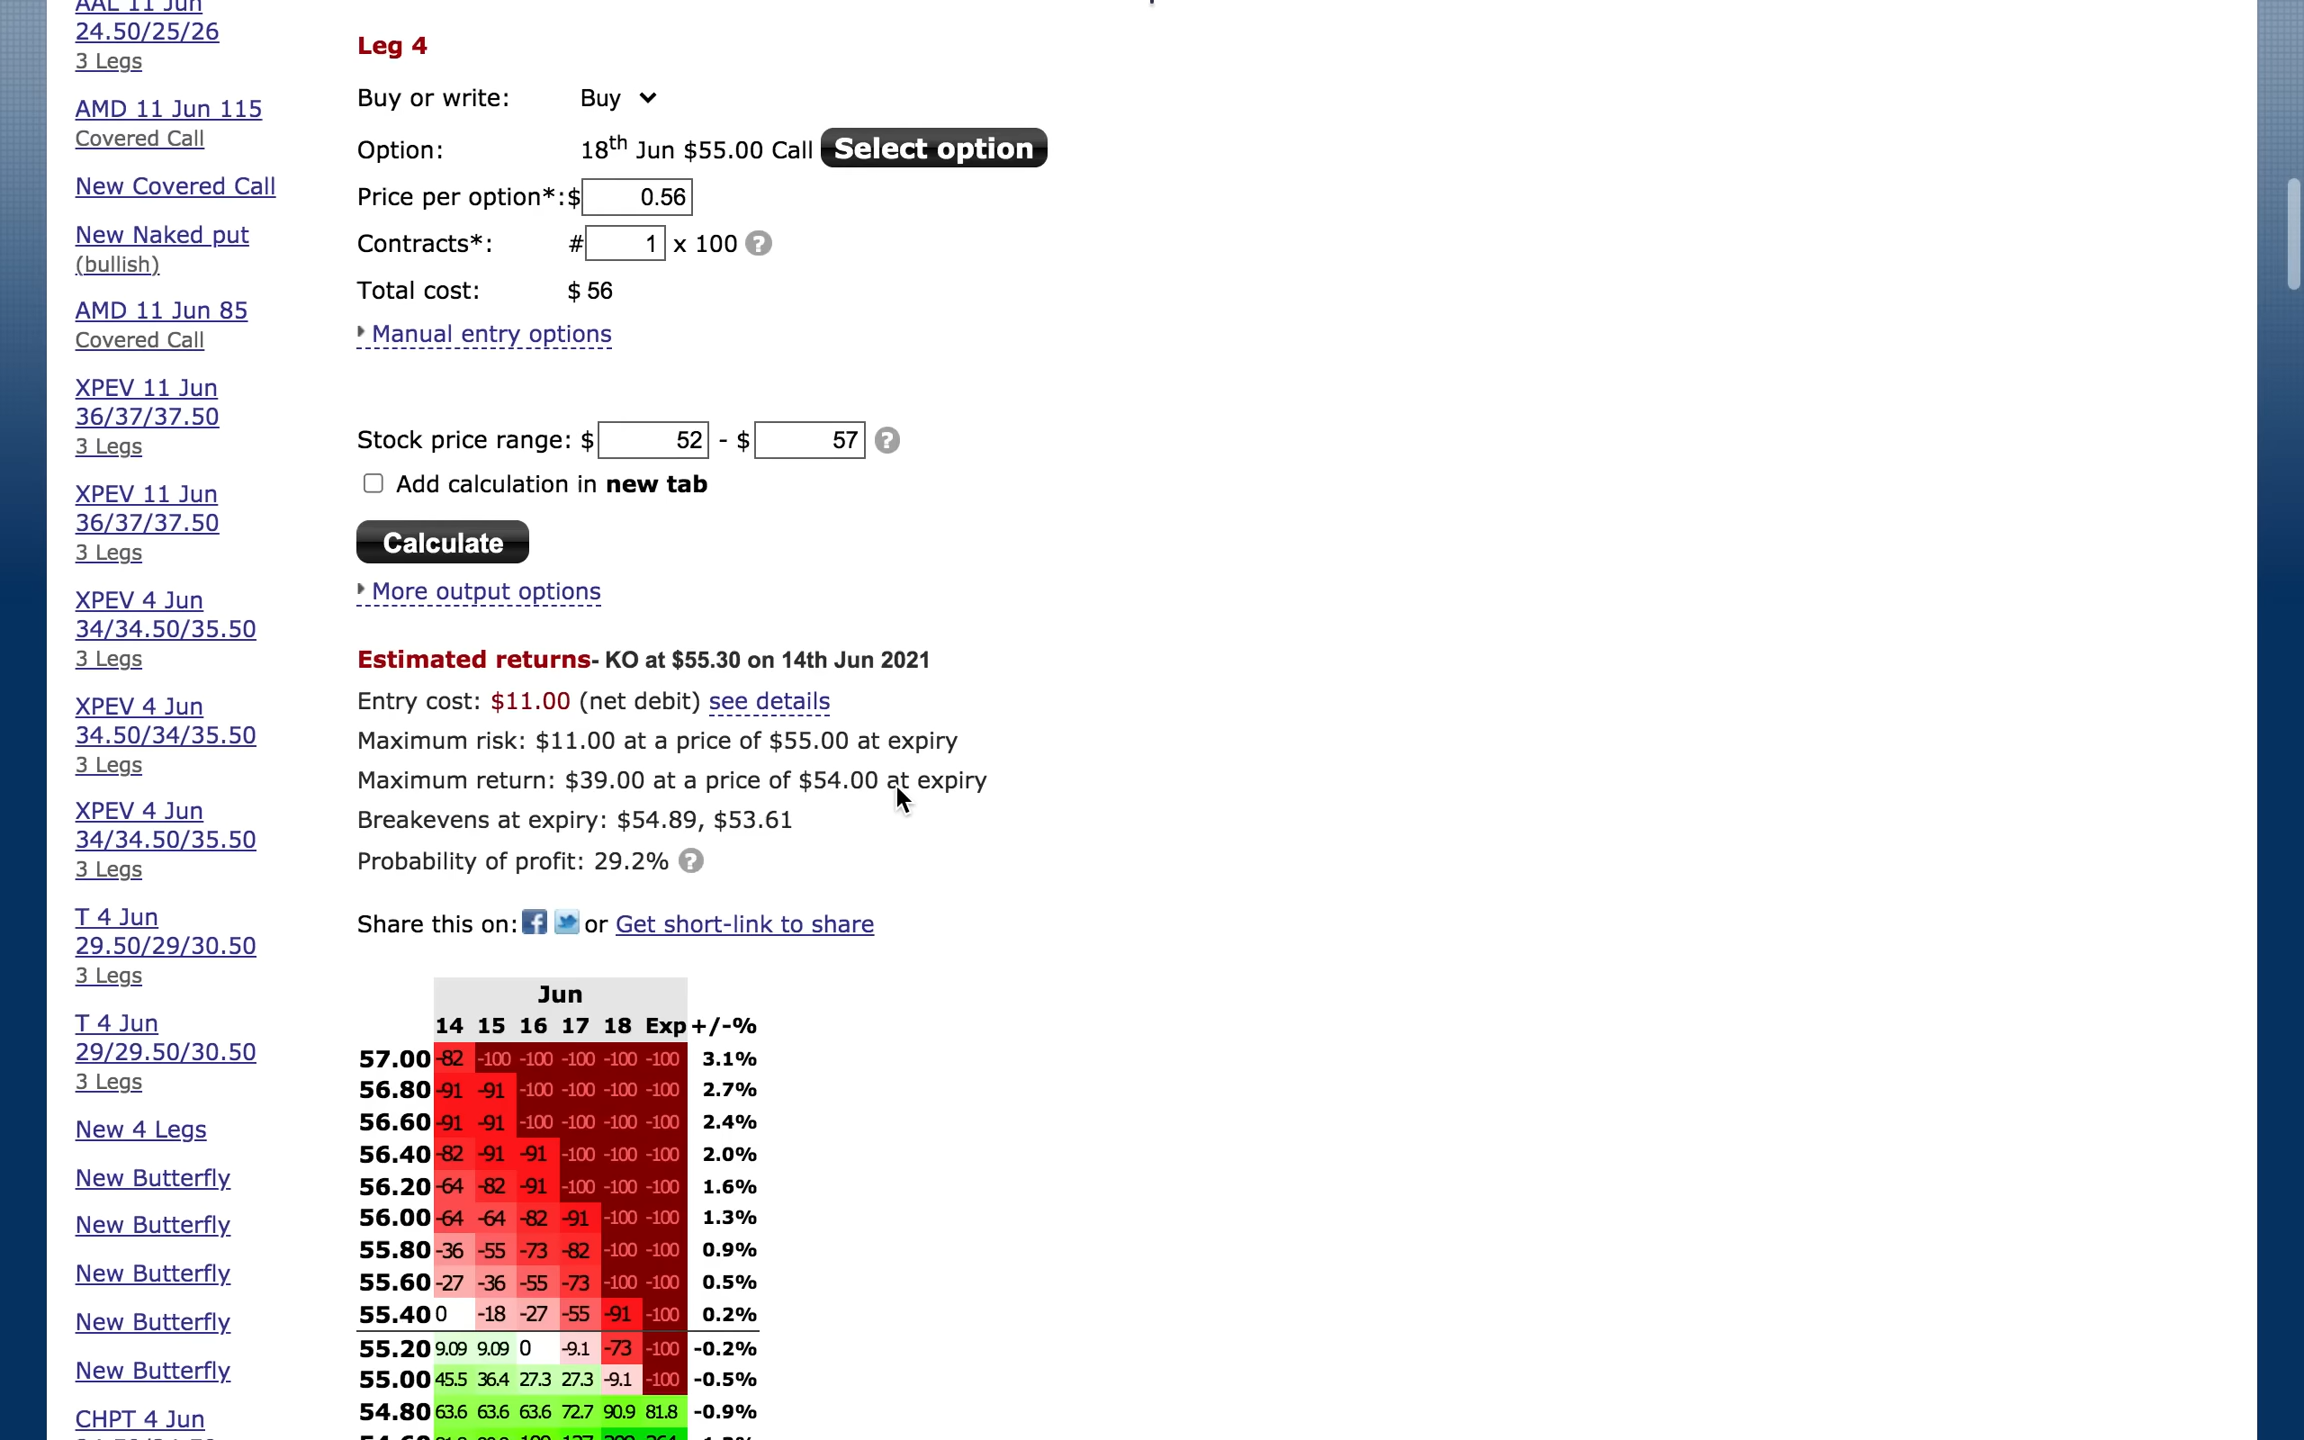 AAL 11 Jun
24.50/25/26
3 Legs
AMD 11 Jun 115
Covered Call
New Covered Call
New Naked put
(bullish)
AMD 11 Jun 85
Covered Call
XPEV 11 Jun
36/37/37.50
3 Legs
XPEV 11 Jun
36/37/37.50
3 Legs
XPEV 4 Jun
34/34.50/35.50
3 Legs
XPEV 4 Jun
34.50/34/35.50
3 Legs
XPEV 4 Jun
34/34.50/35.50
3 Legs
T 4 Jun
29.50/29/30.50
3 Legs
T 4 Jun
29/29.50/30.50
3 Legs
New 4 Legs
New Butterfly
New Butterfly
New Butterfly
New Butterfly
New Butterfly
CHPT 4 Jun
Leg 4
Buy or write: Buy
Option: 18th Jun $55.00 Call Select option
Price per option*:$ 0.56
Contracts*: # 1 x 100 ?
Total cost: $ 56
Manual entry options
Stock price range: $ 52 - $ 57 ?
Add calculation in new tab
Calculate
More output options
Estimated returns- KO at $55.30 on 14th Jun 2021
Entry cost: $11.00 (net debit) see details
Maximum risk: $11.00 at a price of $55.00 at expiry
Maximum return: $39.00 at a price of $54.00 at expiry
Breakevens at expiry: $54.89, $53.61
Probability of profit: 29.2% ?
Share this on: f or Get short-link to share
Jun
14 15 16 17 18 Exp +/-%
57.00 -82 -100 -100 -100 -100 -100 3.1%
56.80 -91 -91 -100 -100 -100 -100 2.7%
56.60 -91 -91 -100 -100 -100 -100 2.4%
56.40 -82 -91 -91 -100 -100 -100 2.0%
56.20 -64 -82 -91 -100 -100 -100 1.6%
56.00 -64 -64 -82 -91 -100 -100 1.3%
55.80 -36 -55 -73 -82 -100 -100 0.9%
55.60 -27 -36 -55 -73 -100 -100 0.5%
55.40 0 -18 -27 -55 -91 -100 0.2%
55.20 9.09 9.09 0 -9.1 -73 -100 -0.2%
55.00 45.5 36.4 27.3 27.3 -9.1 -100 -0.5%
54.80 63.6 63.6 63.6 72.7 90.9 81.8 -0.9%